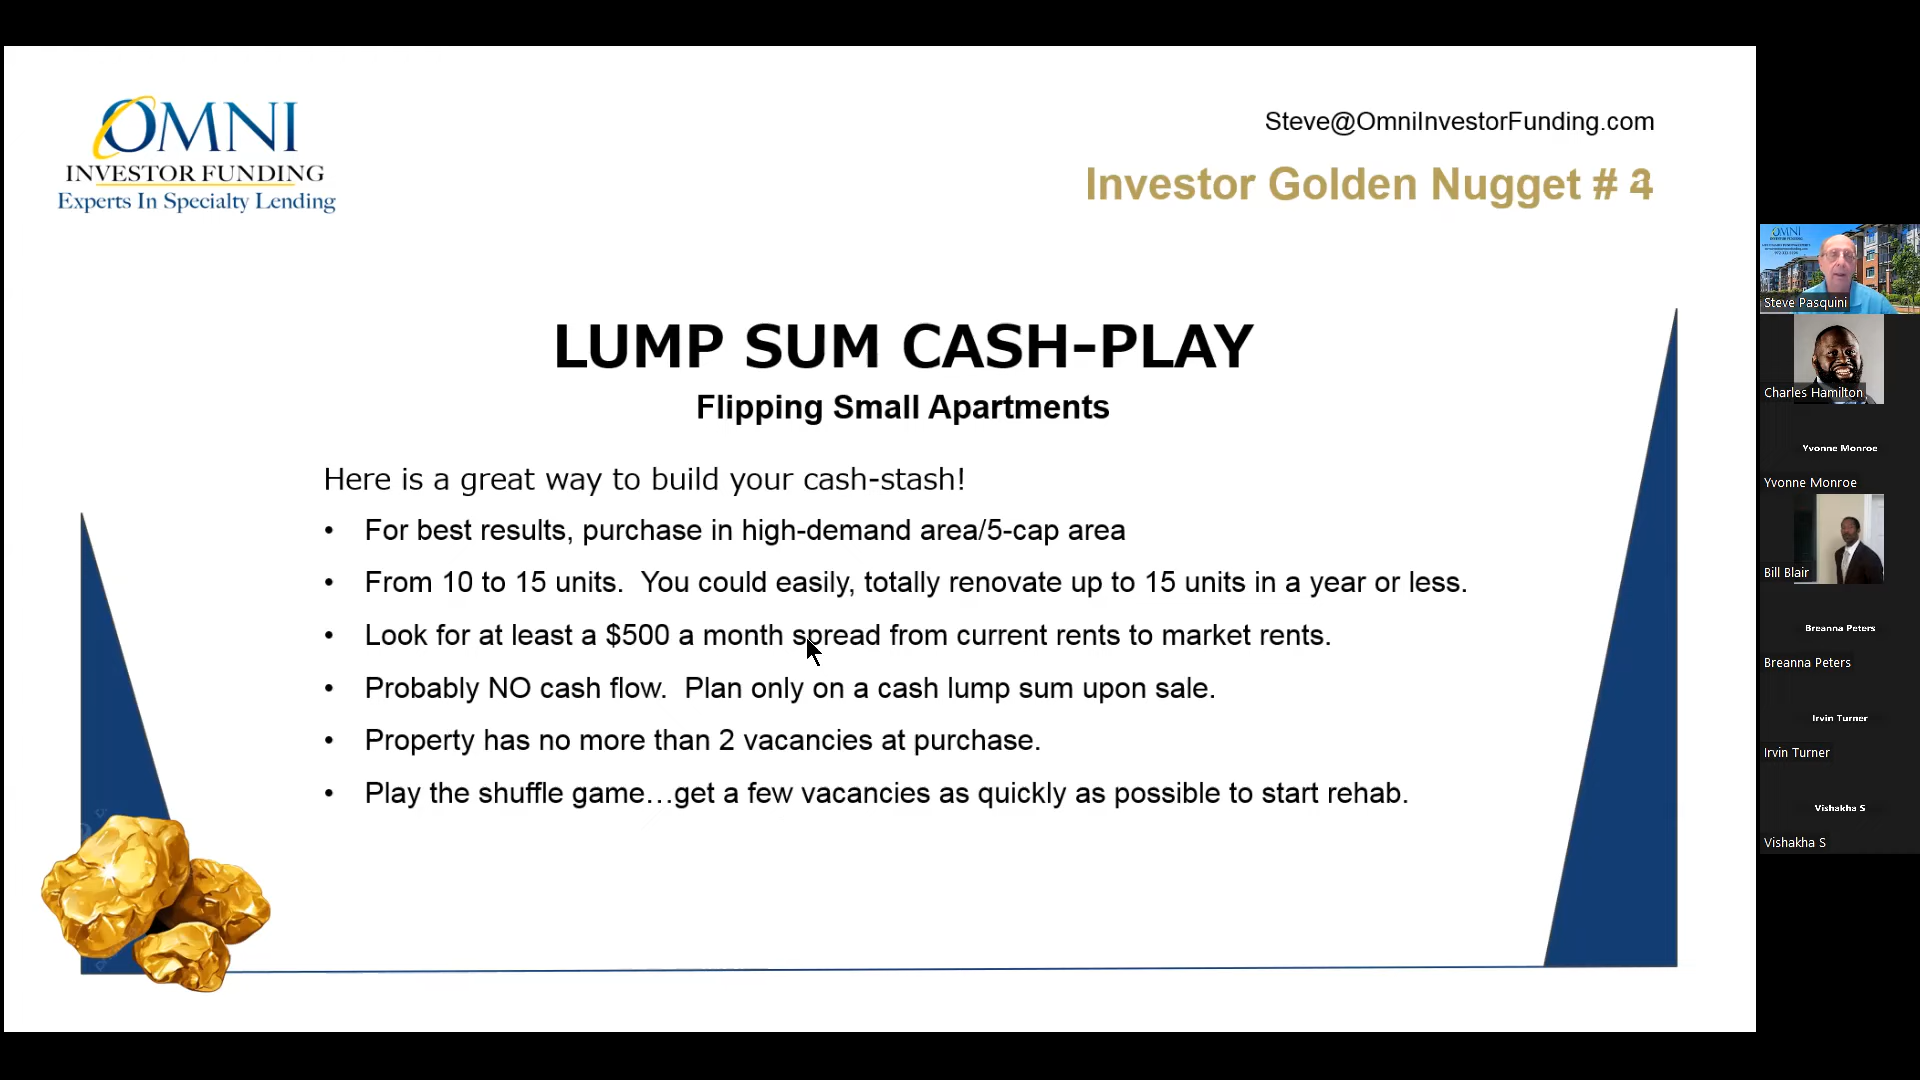 OMNI
INVESTOR FUNDING
Experts In Specialty Lending
Steve@OmniInvestorFunding.com
Investor Golden Nugget #
LUMP SUM CASH-PLAY
Flipping Small Apartments
Here is a great way to build your cash-stash!
• For best results, purchase in high-demand area/5-cap area
• From 10 to 15 units. You could easily, totally renovate up to 15 units in a year or less.
• Look for at least a $500 a month spread from current rents to market rents.
• Probably NO cash flow. Plan only on a cash lump sum upon sale.
• Property has no more than 2 vacancies at purchase.
• Play the shuffle game…get a few vacancies as quickly as possible to start rehab.
OMNI
Steve Pasquini
Charles Hamilton
Yvonne Monroe
Yvonne Monroe
Bill Blair
Breanna Peters
Breanna Peters
Irvin Turner
Irvin Turner
Vishakha S
Vishakha S